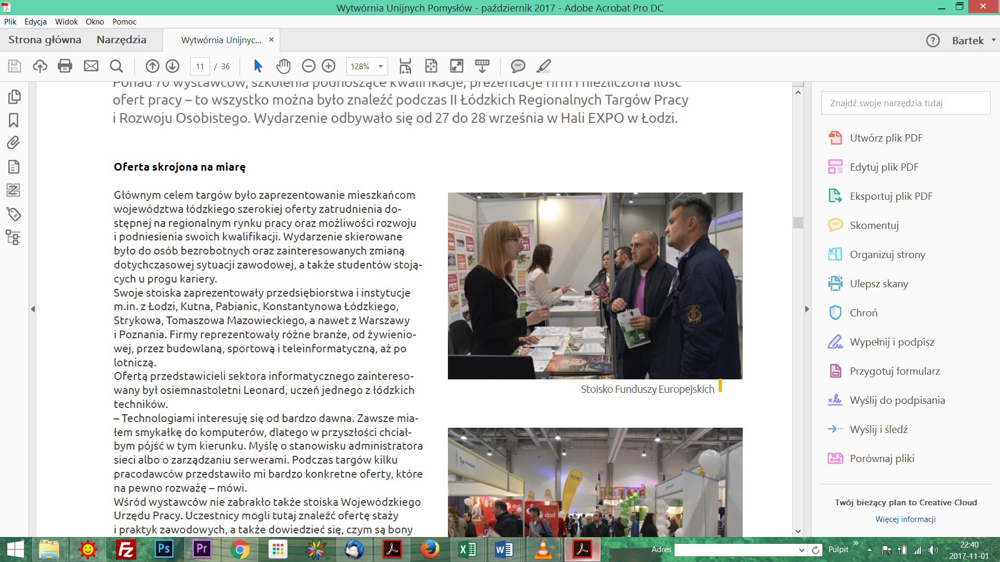 Wytwórnia Unijnych Pomysłów - październik 2017 - Adobe Acrobat Pro DC
Plik Edycja Widok Okno Pomoc
Strona główna Narzędzia Wytwórnia Unijnyc... Bartek
11 / 36 128%
Ponad 70 wystawców, szkolenia podnoszące kwalifikacje, prezentacje firm i niezliczona ilość
ofert pracy – to wszystko można było znaleźć podczas II Łódzkich Regionalnych Targów Pracy
i Rozwoju Osobistego. Wydarzenie odbywało się od 27 do 28 września w Hali EXPO w Łodzi.
Oferta skrojona na miarę
Głównym celem targów było zaprezentowanie mieszkańcom
województwa łódzkiego szerokiej oferty zatrudnienia do-
stępnej na regionalnym rynku pracy oraz możliwości rozwoju
i podniesienia swoich kwalifikacji. Wydarzenie skierowane
było do osób bezrobotnych oraz zainteresowanych zmianą
dotychczasowej sytuacji zawodowej, a także studentów stoją-
cych u progu kariery.
Swoje stoiska zaprezentowały przedsiębiorstwa i instytucje
m.in. z Łodzi, Kutna, Pabianic, Konstantynowa Łódzkiego,
Strykowa, Tomaszowa Mazowieckiego, a nawet z Warszawy
i Poznania. Firmy reprezentowały różne branże, od żywienio-
wej, przez budowlaną, sportową i teleinformatyczną, aż po
lotniczą.
Ofertą przedstawicieli sektora informatycznego zaintereso-
wany był osiemnastoletni Leonard, uczeń jednego z łódzkich
techników.
– Technologiami interesuję się od bardzo dawna. Zawsze mia-
łem smykałkę do komputerów, dlatego w przyszłości chciał-
bym pójść w tym kierunku. Myślę o stanowisku administratora
sieci albo o zarządzaniu serwerami. Podczas targów kilku
pracodawców przedstawiło mi bardzo konkretne oferty, które
na pewno rozważę – mówi.
Wśród wystawców nie zabrakło także stoiska Wojewódzkiego
Urzędu Pracy. Uczestnicy mogli tutaj znaleźć ofertę staży
i praktyk zawodowych, a także dowiedzieć się, czym są bony
Stoisko Funduszy Europejskich
dpd
dpd
Znajdź swoje narzędzia tutaj
Utwórz plik PDF
Edytuj plik PDF
Eksportuj plik PDF
Skomentuj
Organizuj strony
Ulepsz skany
Chroń
Wypełnij i podpisz
Przygotuj formularz
Wyślij do podpisania
Wyślij i śledź
Porównaj pliki
Twój bieżący plan to Creative Cloud
Więcej informacji
Fz Ps Pr
Adres Pulpit 22:40
2017-11-01